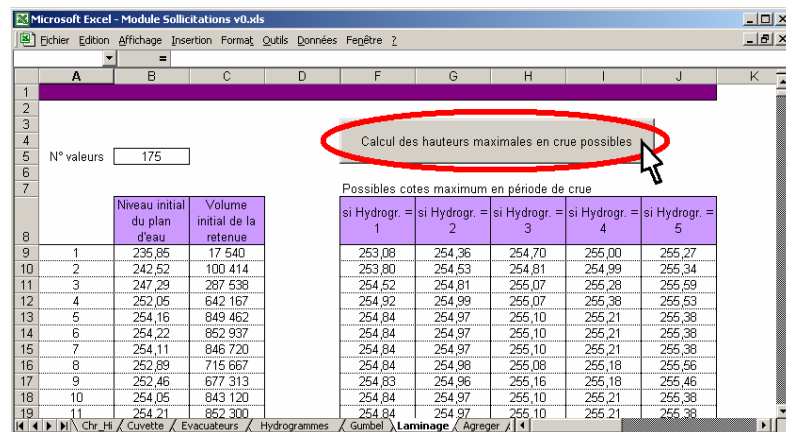 Microsoft Excel - Module Sollicitations v0.xls
Fichier Edition Affichage Insertion Format Outils Données Fenêtre ?
=
A B C D F G H I J K
1
2
3
4 Calcul des hauteurs maximales en crue possibles
5 N° valeurs 175
6
7 Possibles cotes maximum en période de crue
8 Niveau initial du plan d'eau Volume initial de la retenue si Hydrogr. = 1 si Hydrogr. = 2 si Hydrogr. = 3 si Hydrogr. = 4 si Hydrogr. = 5
9 1 235,85 17 540 253,08 254,36 254,70 255,00 255,27
10 2 242,52 100 414 253,80 254,53 254,81 254,99 255,34
11 3 247,29 287 538 254,52 254,81 255,07 255,28 255,59
12 4 252,05 642 167 254,92 254,99 255,07 255,38 255,53
13 5 254,16 849 462 254,84 254,97 255,10 255,21 255,38
14 6 254,22 852 937 254,84 254,97 255,10 255,21 255,38
15 7 254,11 846 720 254,84 254,97 255,10 255,21 255,38
16 8 252,89 715 667 254,84 254,98 255,08 255,18 255,56
17 9 252,46 677 313 254,83 254,96 255,16 255,18 255,46
18 10 254,05 843 120 254,84 254,97 255,10 255,21 255,38
19 11 254,21 852 300 254,84 254,97 255,10 255,21 255,38
Chr_Hi Cuvette Evacuateurs Hydrogrammes Gumbel Laminage Agreger